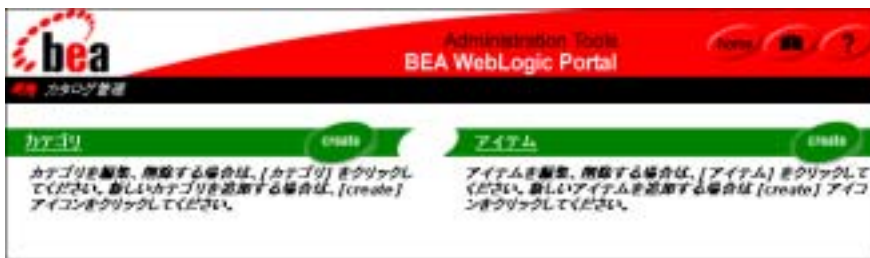 bea
Administration Tools
BEA WebLogic Portal
home
?
カタログ管理
カテゴリ
create
カテゴリを編集、削除する場合は、[カテゴリ] をクリックし
てください。新しいカテゴリを追加する場合は、[create]
アイコンをクリックしてください。
アイテム
create
アイテムを編集、削除する場合は、[アイテム] をクリックして
ください。新しいアイテムを追加する場合は [create] アイコ
ンをクリックしてください。